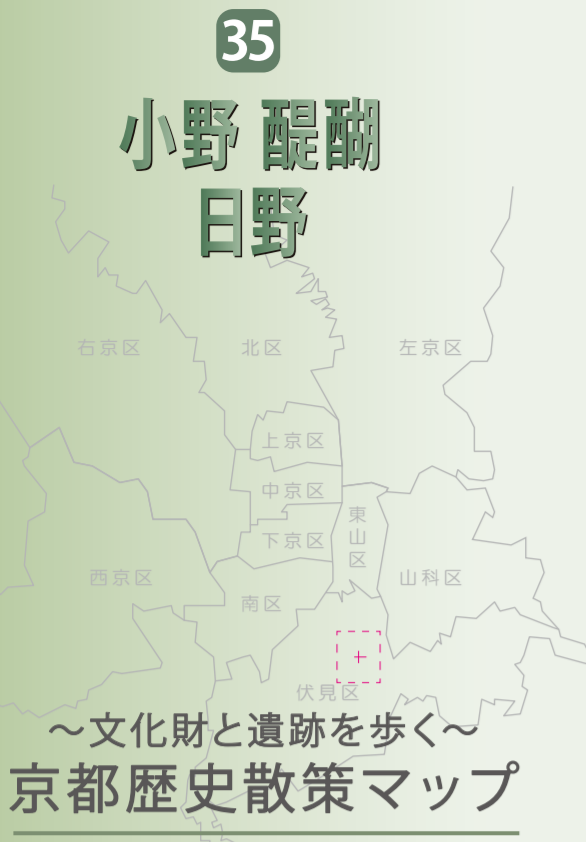 35
小野 醍醐
日野
右京区
北区
左京区
上京区
中京区
東山区
下京区
西京区
山科区
南区
伏見区
～文化財と遺跡を歩く～
京都歴史散策マップ